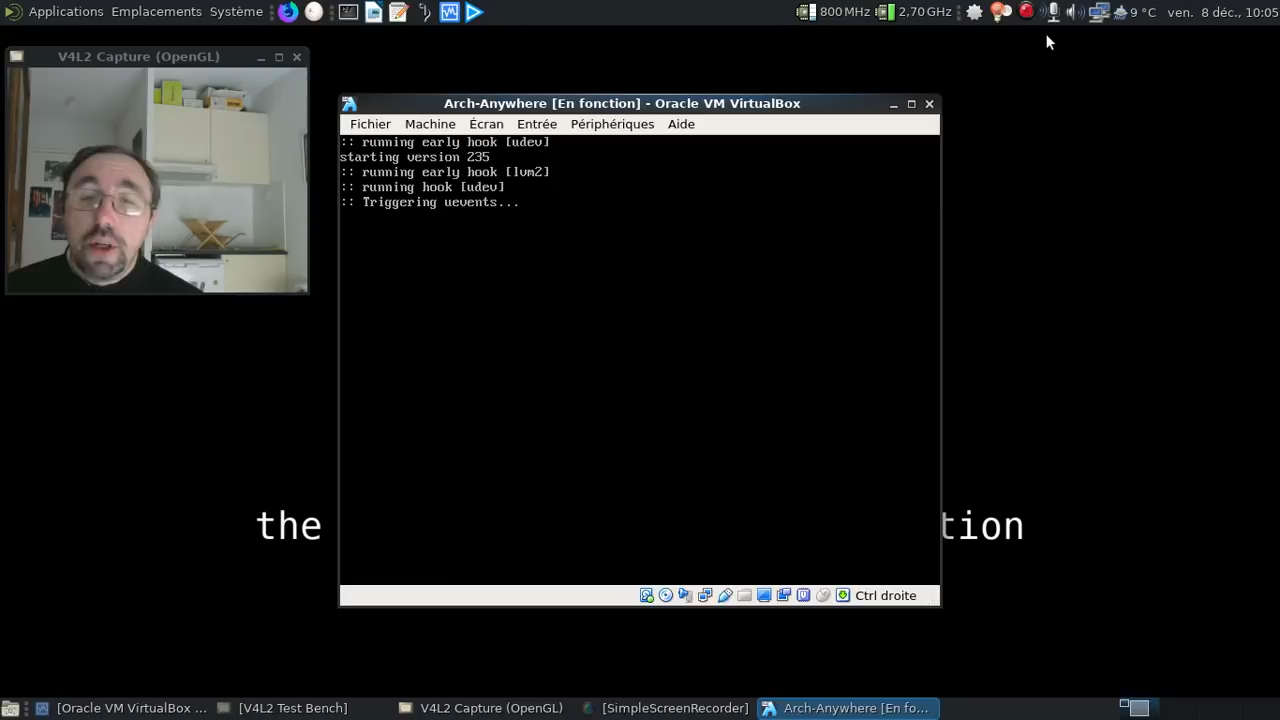 Applications Emplacements Système 800 MHz 2,70 GHz 9 °C ven. 8 déc., 10:05
V4L2 Capture (OpenGL)
Arch-Anywhere [En fonction] - Oracle VM VirtualBox
Fichier Machine Écran Entrée Périphériques Aide
:: running early hook [udev]
starting version 235
:: running early hook [lvm2]
:: running hook [udev]
:: Triggering uevents...
the tion
Ctrl droite
[Oracle VM VirtualBox ... [V4L2 Test Bench] V4L2 Capture (OpenGL) [SimpleScreenRecorder] Arch-Anywhere [En fo...